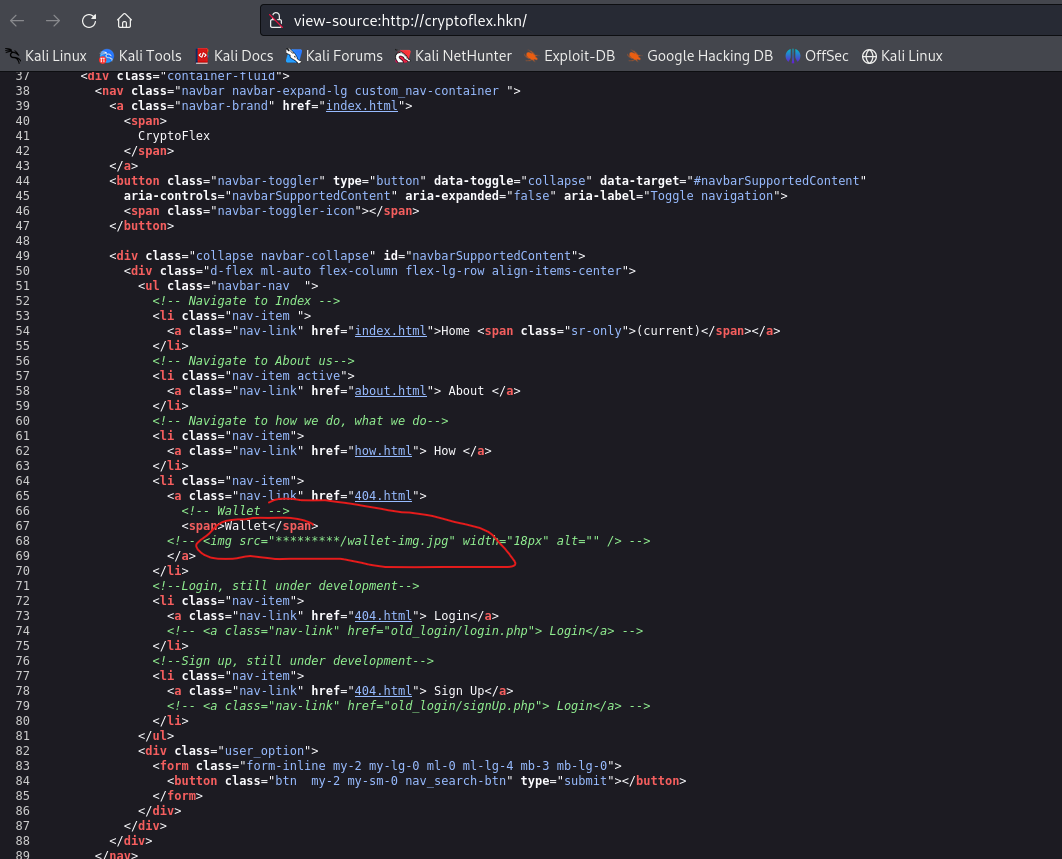 view-source:http://cryptoflex.hkn/
Kali Linux Kali Tools Kali Docs Kali Forums Kali NetHunter Exploit-DB Google Hacking DB OffSec Kali Linux
37 <div class="container-fluid">
38 <nav class="navbar navbar-expand-lg custom_nav-container ">
39 <a class="navbar-brand" href="index.html">
40 <span>
41 CryptoFlex
42 </span>
43 </a>
44 <button class="navbar-toggler" type="button" data-toggle="collapse" data-target="#navbarSupportedContent"
45 aria-controls="navbarSupportedContent" aria-expanded="false" aria-label="Toggle navigation">
46 <span class="navbar-toggler-icon"></span>
47 </button>
48
49 <div class="collapse navbar-collapse" id="navbarSupportedContent">
50 <div class="d-flex ml-auto flex-column flex-lg-row align-items-center">
51 <ul class="navbar-nav  ">
52 <!-- Navigate to Index -->
53 <li class="nav-item ">
54 <a class="nav-link" href="index.html">Home <span class="sr-only">(current)</span></a>
55 </li>
56 <!-- Navigate to About us-->
57 <li class="nav-item active">
58 <a class="nav-link" href="about.html"> About </a>
59 </li>
60 <!-- Navigate to how we do, what we do-->
61 <li class="nav-item">
62 <a class="nav-link" href="how.html"> How </a>
63 </li>
64 <li class="nav-item">
65 <a class="nav-link" href="404.html">
66 <!-- Wallet -->
67 <span>Wallet</span>
68 <!-- <img src="*********/wallet-img.jpg" width="18px" alt="" /> -->
69 </a>
70 </li>
71 <!--Login, still under development-->
72 <li class="nav-item">
73 <a class="nav-link" href="404.html"> Login</a>
74 <!-- <a class="nav-link" href="old_login/login.php"> Login</a> -->
75 </li>
76 <!--Sign up, still under development-->
77 <li class="nav-item">
78 <a class="nav-link" href="404.html"> Sign Up</a>
79 <!-- <a class="nav-link" href="old_login/signUp.php"> Login</a> -->
80 </li>
81 </ul>
82 <div class="user_option">
83 <form class="form-inline my-2 my-lg-0 ml-0 ml-lg-4 mb-3 mb-lg-0">
84 <button class="btn  my-2 my-sm-0 nav_search-btn" type="submit"></button>
85 </form>
86 </div>
87 </div>
88 </div>
89 </nav>